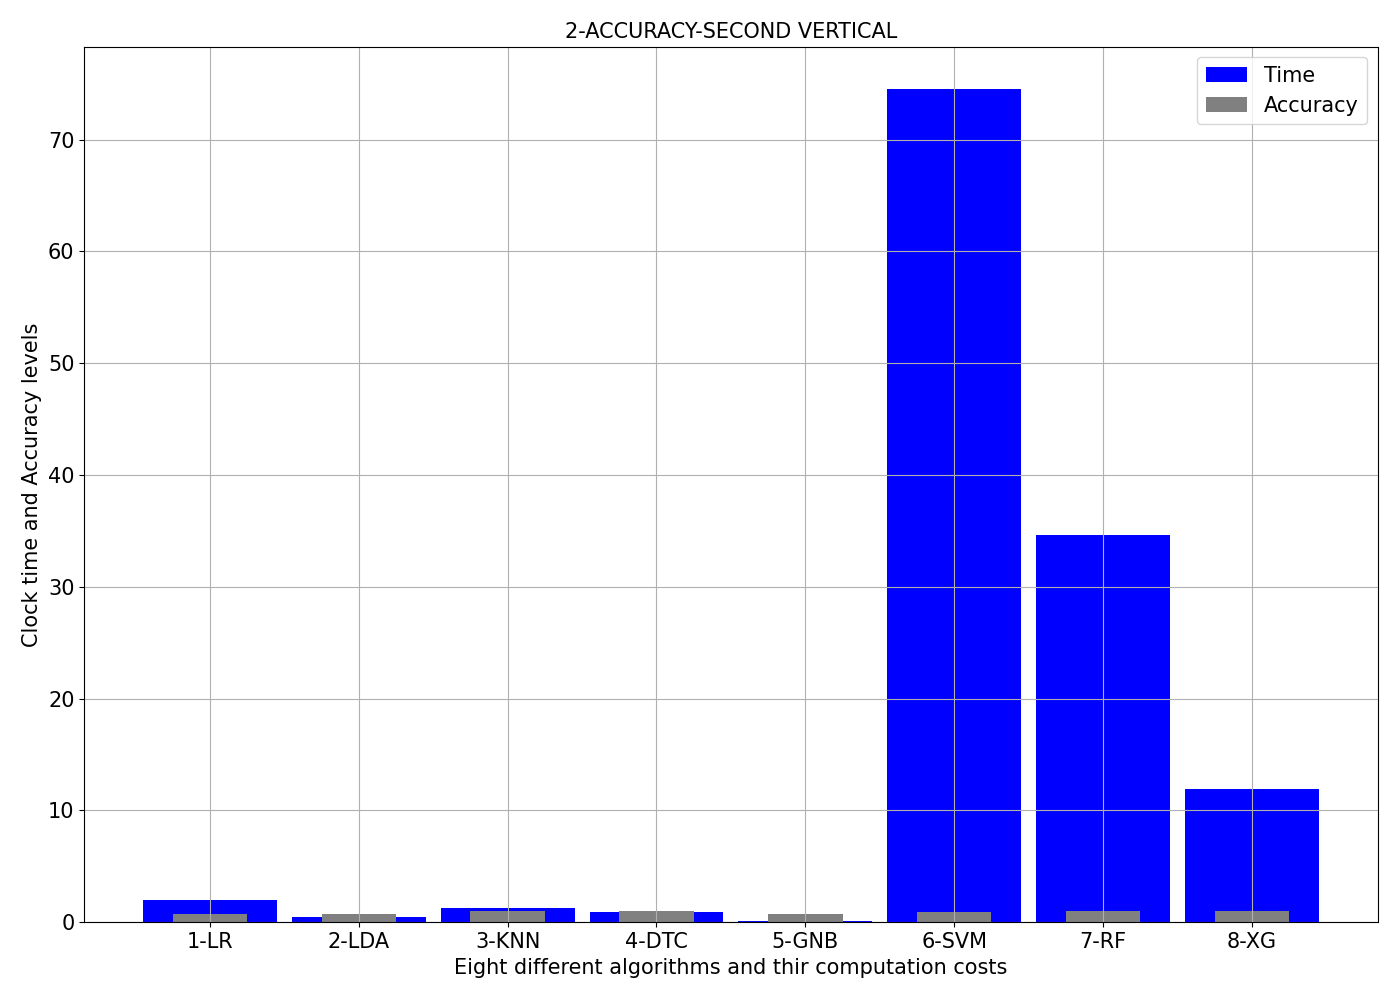 2-ACCURACY-SECOND VERTICAL
Time
Accuracy
Clock time and Accuracy levels
70
60
50
40
30
20
10
0
1-LR 2-LDA 3-KNN 4-DTC 5-GNB 6-SVM 7-RF 8-XG
Eight different algorithms and thir computation costs